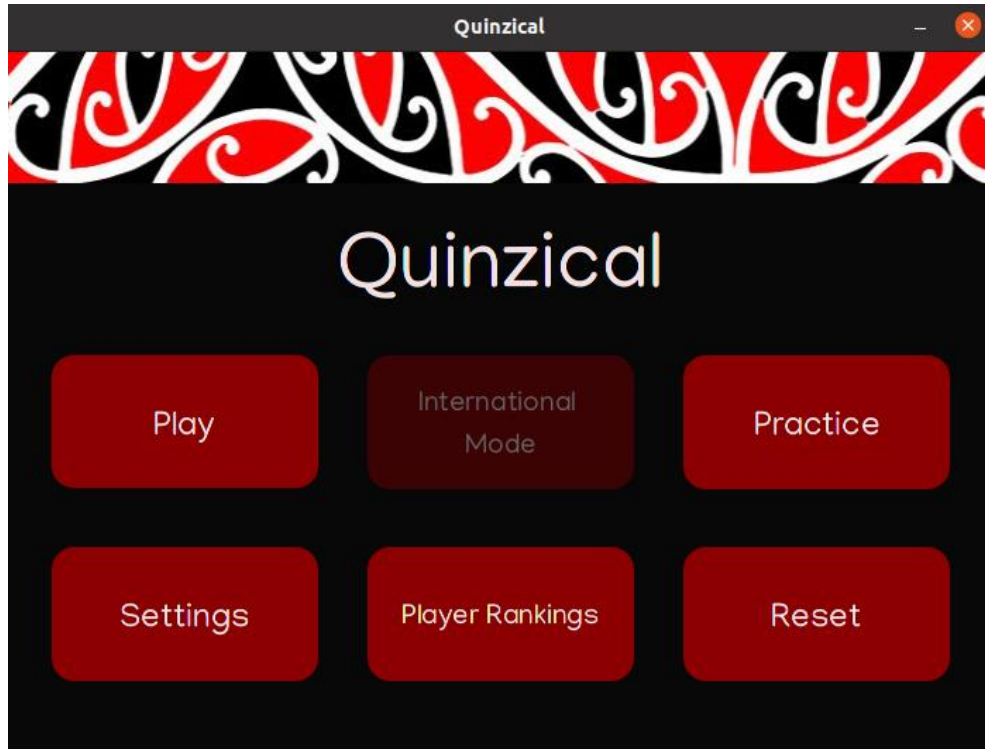 Quinzical
Quinzical
Play
International
Mode
Practice
Settings
Player Rankings
Reset